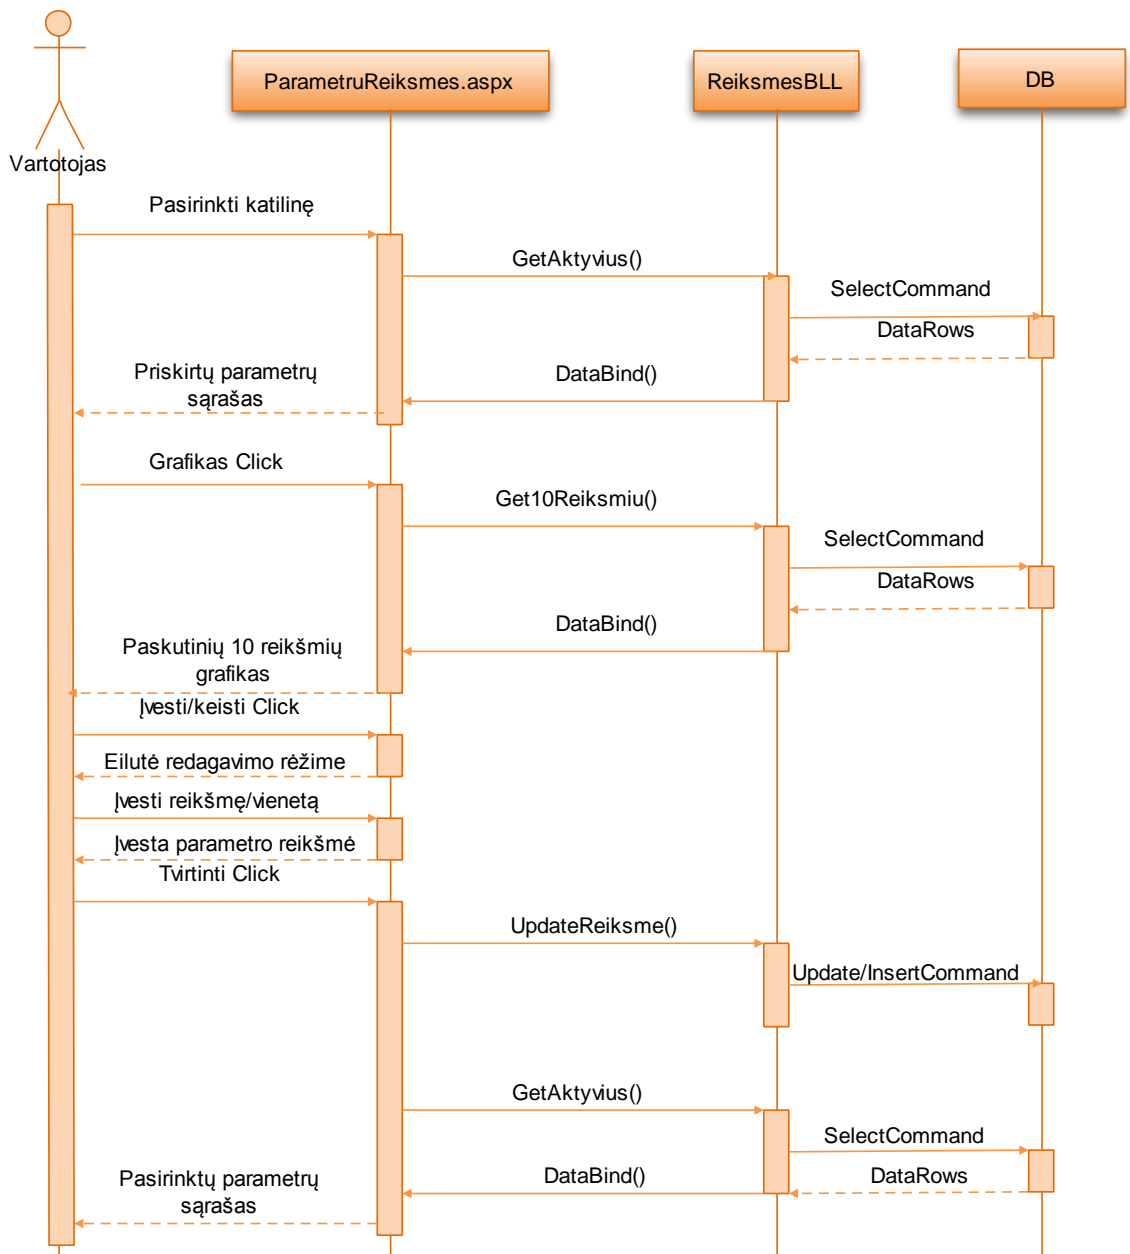 ParametruReiksmes.aspx
ReiksmesBLL
DB
Vartotojas
Pasirinkti katilinę
GetAktyvius()
SelectCommand
DataRows
Priskirtų parametrų
sąrašas
DataBind()
Grafikas Click
Get10Reiksmiu()
SelectCommand
DataRows
DataBind()
Paskutinių 10 reikšmių
grafikas
Įvesti/keisti Click
Eilutė redagavimo rėžime
Įvesti reikšmę/vienetą
Įvesta parametro reikšmė
Tvirtinti Click
UpdateReiksme()
Update/InsertCommand
GetAktyvius()
SelectCommand
DataRows
DataBind()
Pasirinktų parametrų
sąrašas